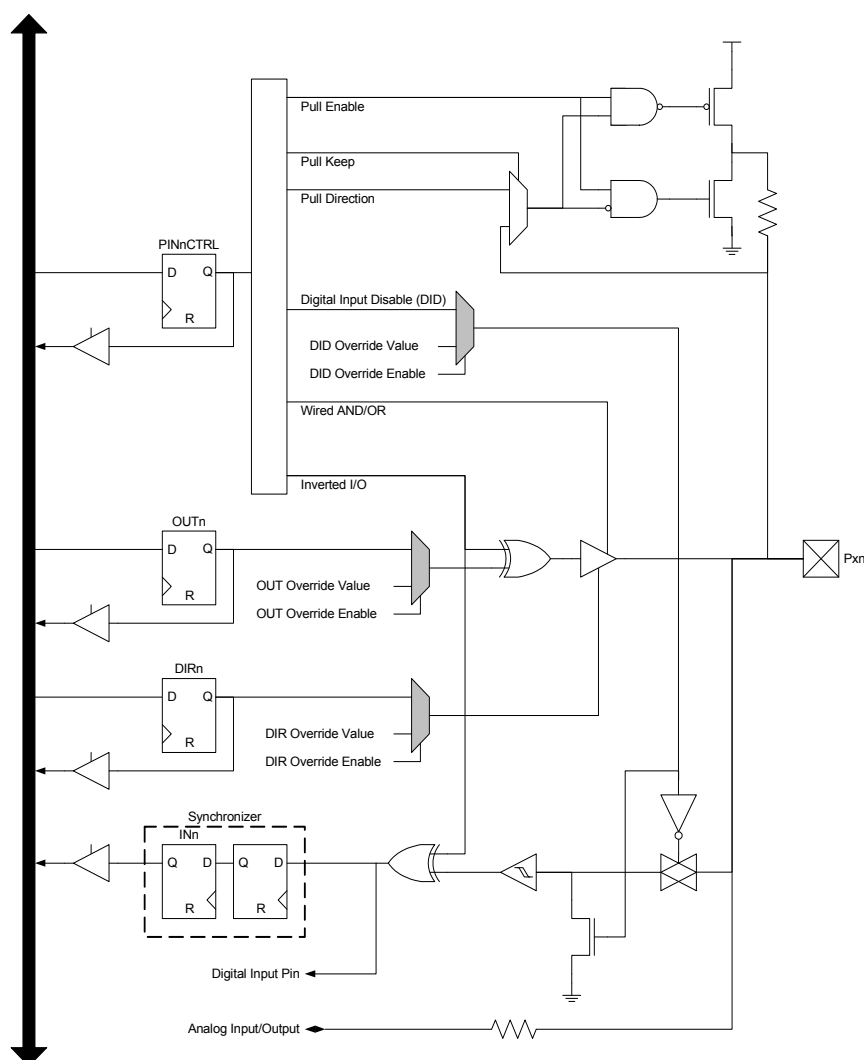 Pull Enable
Pull Keep
Pull Direction
PINnCTRL
D Q
R
Digital Input Disable (DID)
DID Override Value
DID Override Enable
Wired AND/OR
Inverted I/O
OUTn
D Q
R
OUT Override Value
OUT Override Enable
Pxn
DIRn
D Q
R
DIR Override Value
DIR Override Enable
Synchronizer
INn
Q D Q D
R R
Digital Input Pin
Analog Input/Output